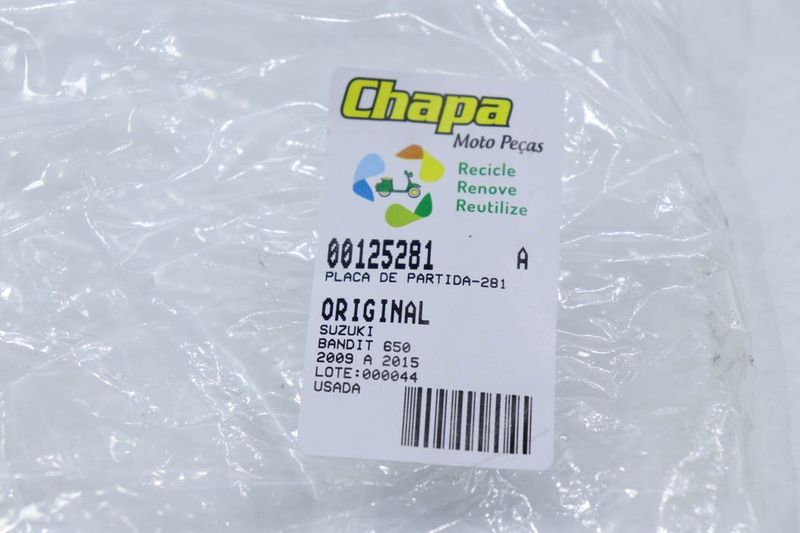 Chapa
Moto Peças
Recicle
Renove
Reutilize
00125281 A
PLACA DE PARTIDA-281
ORIGINAL
SUZUKI
BANDIT 650
2009 A 2015
LOTE:000044
USADA